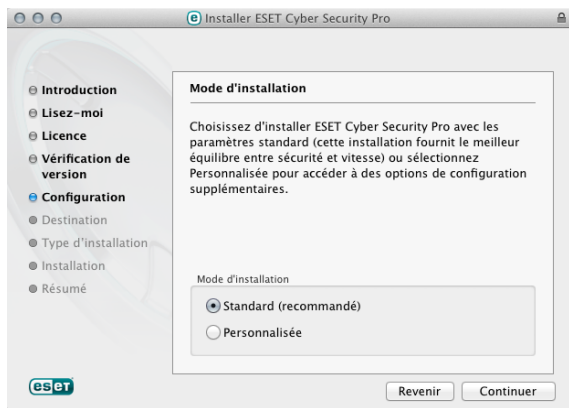 Installer ESET Cyber Security Pro
Introduction
Lisez-moi
Licence
Vérification de
version
Configuration
Destination
Type d'installation
Installation
Résumé
Mode d'installation
Choisissez d'installer ESET Cyber Security Pro avec les
paramètres standard (cette installation fournit le meilleur
équilibre entre sécurité et vitesse) ou sélectionnez
Personnalisée pour accéder à des options de configuration
supplémentaires.
Mode d'installation
Standard (recommandé)
Personnalisée
eset
Revenir
Continuer